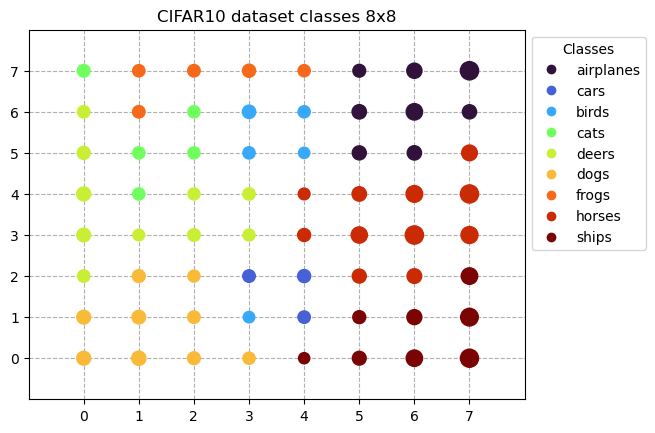 CIFAR10 dataset classes 8x8
7
6
5
4
3
2
1
0
0 1 2 3 4 5 6 7
Classes
airplanes
cars
birds
cats
deers
dogs
frogs
horses
ships